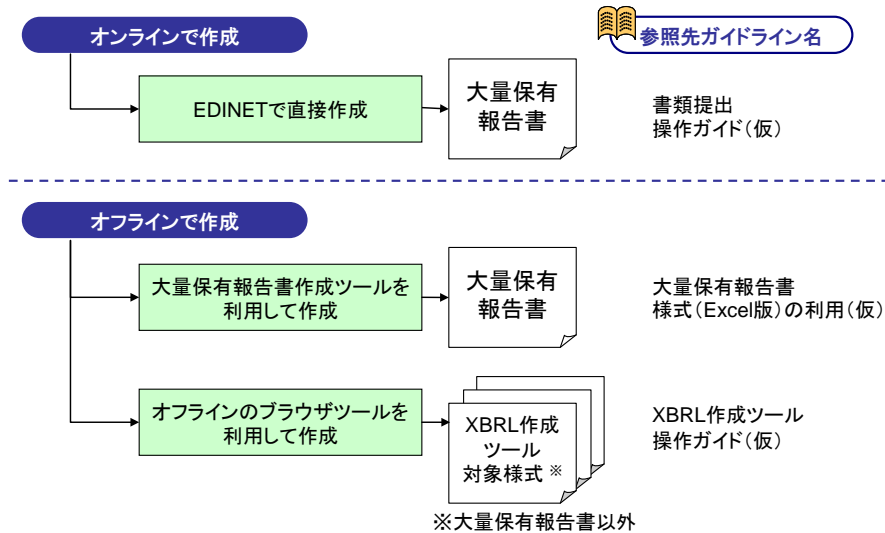 オンラインで作成
参照先ガイドライン名
EDINETで直接作成
大量保有
報告書
書類提出
操作ガイド（仮）
オフラインで作成
大量保有報告書作成ツールを
利用して作成
大量保有
報告書
大量保有報告書
様式（Excel版）の利用（仮）
オフラインのブラウザツールを
利用して作成
XBRL作成
ツール
対象様式※
XBRL作成ツール
操作ガイド（仮）
※大量保有報告書以外